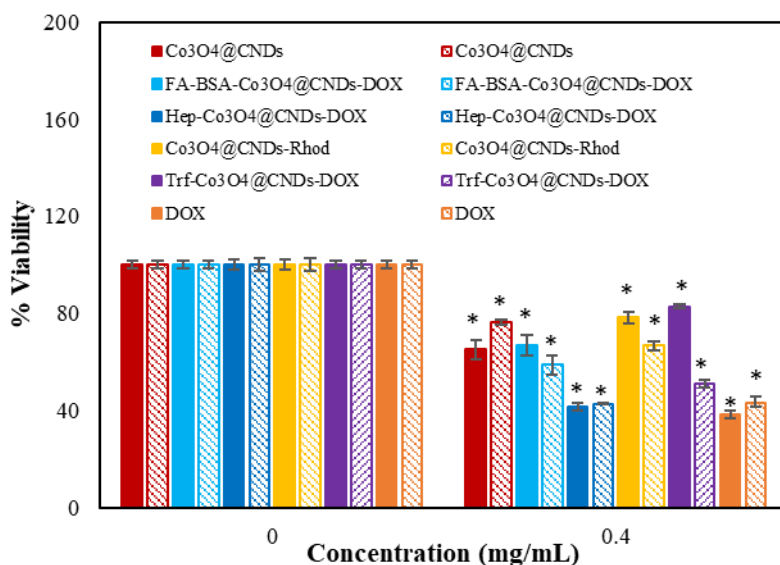 200
160
120
80
40
0
% Viability
Co3O4@CNDs
Co3O4@CNDs
FA-BSA-Co3O4@CNDs-DOX
FA-BSA-Co3O4@CNDs-DOX
Hep-Co3O4@CNDs-DOX
Hep-Co3O4@CNDs-DOX
Co3O4@CNDs-Rhod
Co3O4@CNDs-Rhod
Trf-Co3O4@CNDs-DOX
Trf-Co3O4@CNDs-DOX
DOX
DOX
* * * * * * * * * * * *
0
0.4
Concentration (mg/mL)